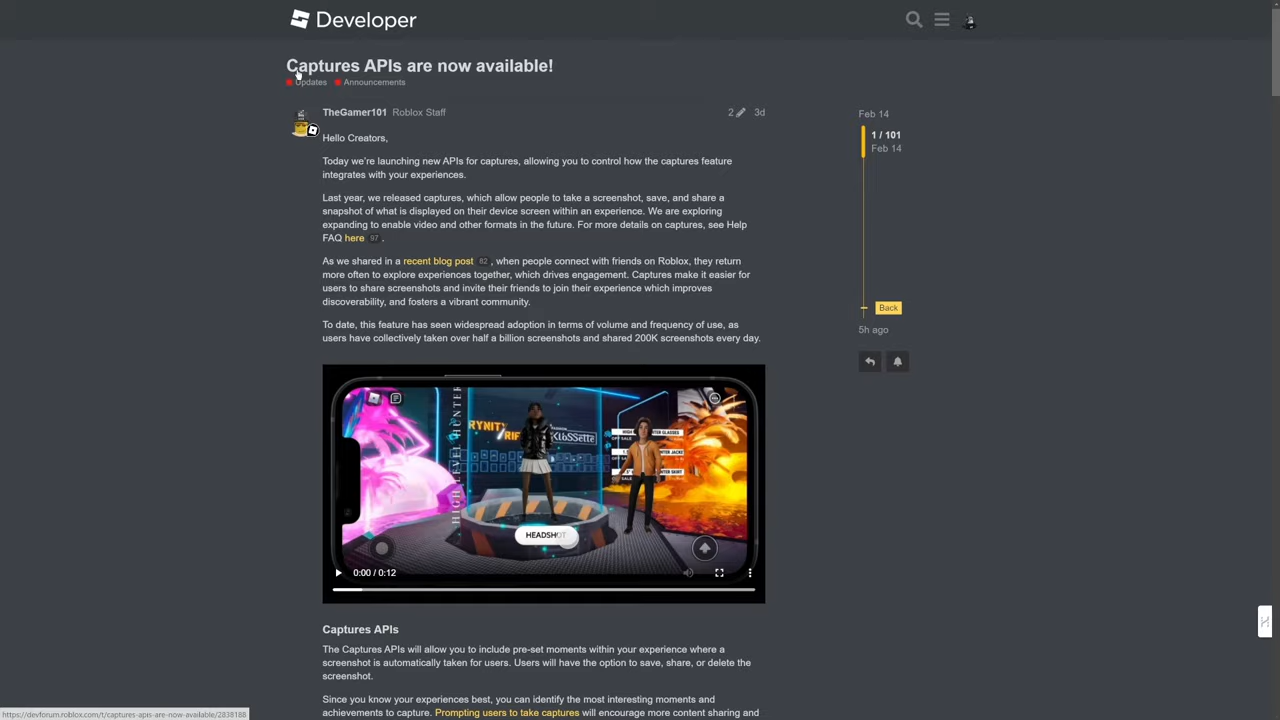 Developer
Captures APIs are now available!
Updates Announcements
TheGamer101 Roblox Staff
2 3d
Hello Creators,
Today we're launching new APIs for captures, allowing you to control how the captures feature
integrates with your experiences.
Last year, we released captures, which allow people to take a screenshot, save, and share a
snapshot of what is displayed on their device screen within an experience. We are exploring
expanding to enable video and other formats in the future. For more details on captures, see Help
FAQ here 97 .
As we shared in a recent blog post 82 , when people connect with friends on Roblox, they return
more often to explore experiences together, which drives engagement. Captures make it easier for
users to share screenshots and invite their friends to join their experience which improves
discoverability, and fosters a vibrant community.
To date, this feature has seen widespread adoption in terms of volume and frequency of use, as
users have collectively taken over half a billion screenshots and shared 200K screenshots every day.
HIGH LEVEL HUNTER
HEADSHOT
0:00 / 0:12
Captures APIs
The Captures APIs will allow you to include pre-set moments within your experience where a
screenshot is automatically taken for users. Users will have the option to save, share, or delete the
screenshot.
Since you know your experiences best, you can identify the most interesting moments and
achievements to capture. Prompting users to take captures will encourage more content sharing and
Feb 14
1 / 101
Feb 14
Back
5h ago
https://devforum.roblox.com/t/captures-apis-are-now-available/2838188